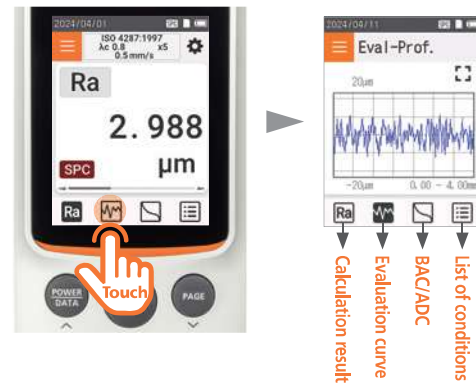 2024/04/01
SPC
ISO 4287:1997
λc 0.8 x5
0.5mm/s
Ra
2.988
SPC
µm
Ra
Touch
POWER
DATA
PAGE
2024/04/11
SPC
Eval-Prof.
20µm
-20µm 0.00 - 4.00mm
Ra
Calculation result
Evaluation curve
BAC/ADC
List of conditions